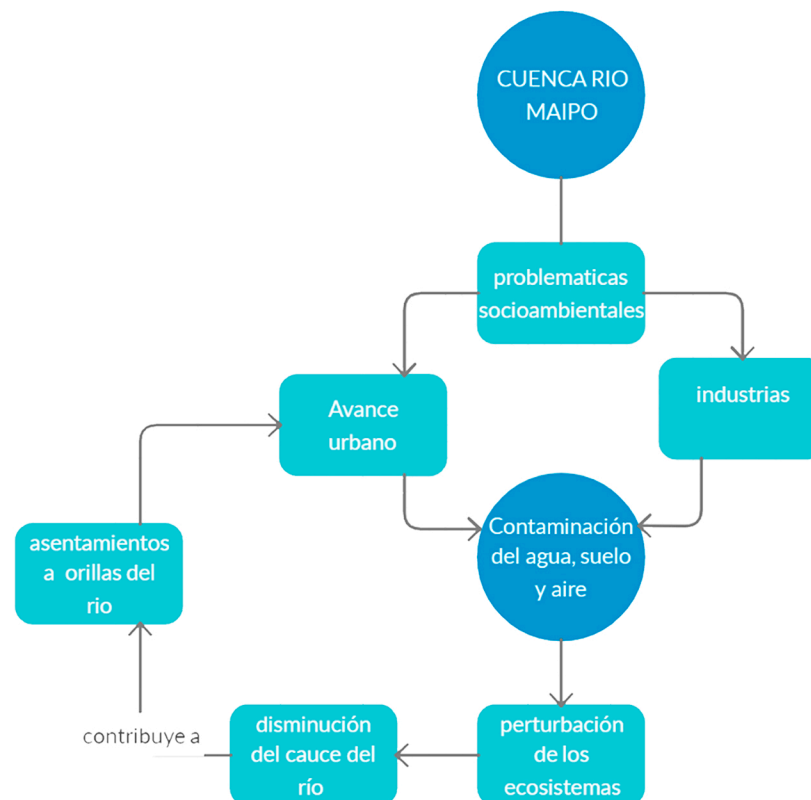 CUENCA RIO
MAIPO
problematicas
socioambientales
Avance
urbano
industrias
Contaminación
del agua, suelo
y aire
asentamientos
a orillas del
rio
contribuye a
disminución
del cauce del
río
perturbación
de los
ecosistemas